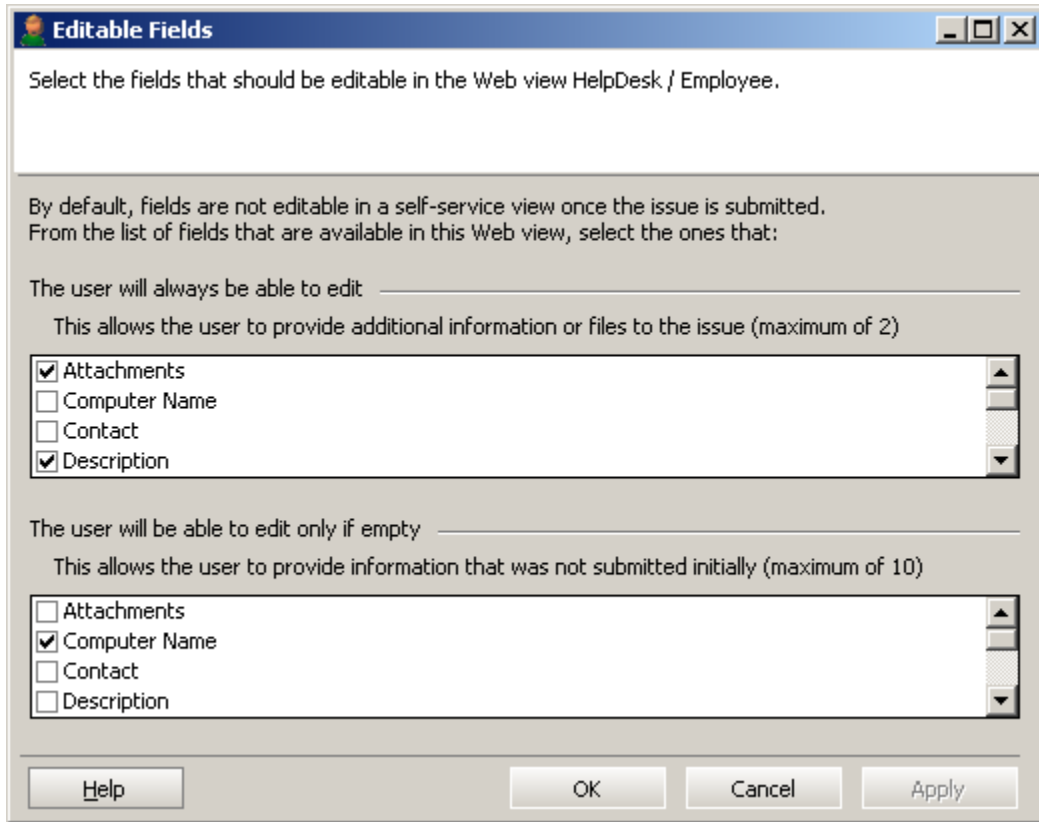 Editable Fields
Select the fields that should be editable in the Web view HelpDesk / Employee.
By default, fields are not editable in a self-service view once the issue is submitted.
From the list of fields that are available in this Web view, select the ones that:
The user will always be able to edit
This allows the user to provide additional information or files to the issue (maximum of 2)
Attachments
Computer Name
Contact
Description
The user will be able to edit only if empty
This allows the user to provide information that was not submitted initially (maximum of 10)
Attachments
Computer Name
Contact
Description
Help OK Cancel Apply